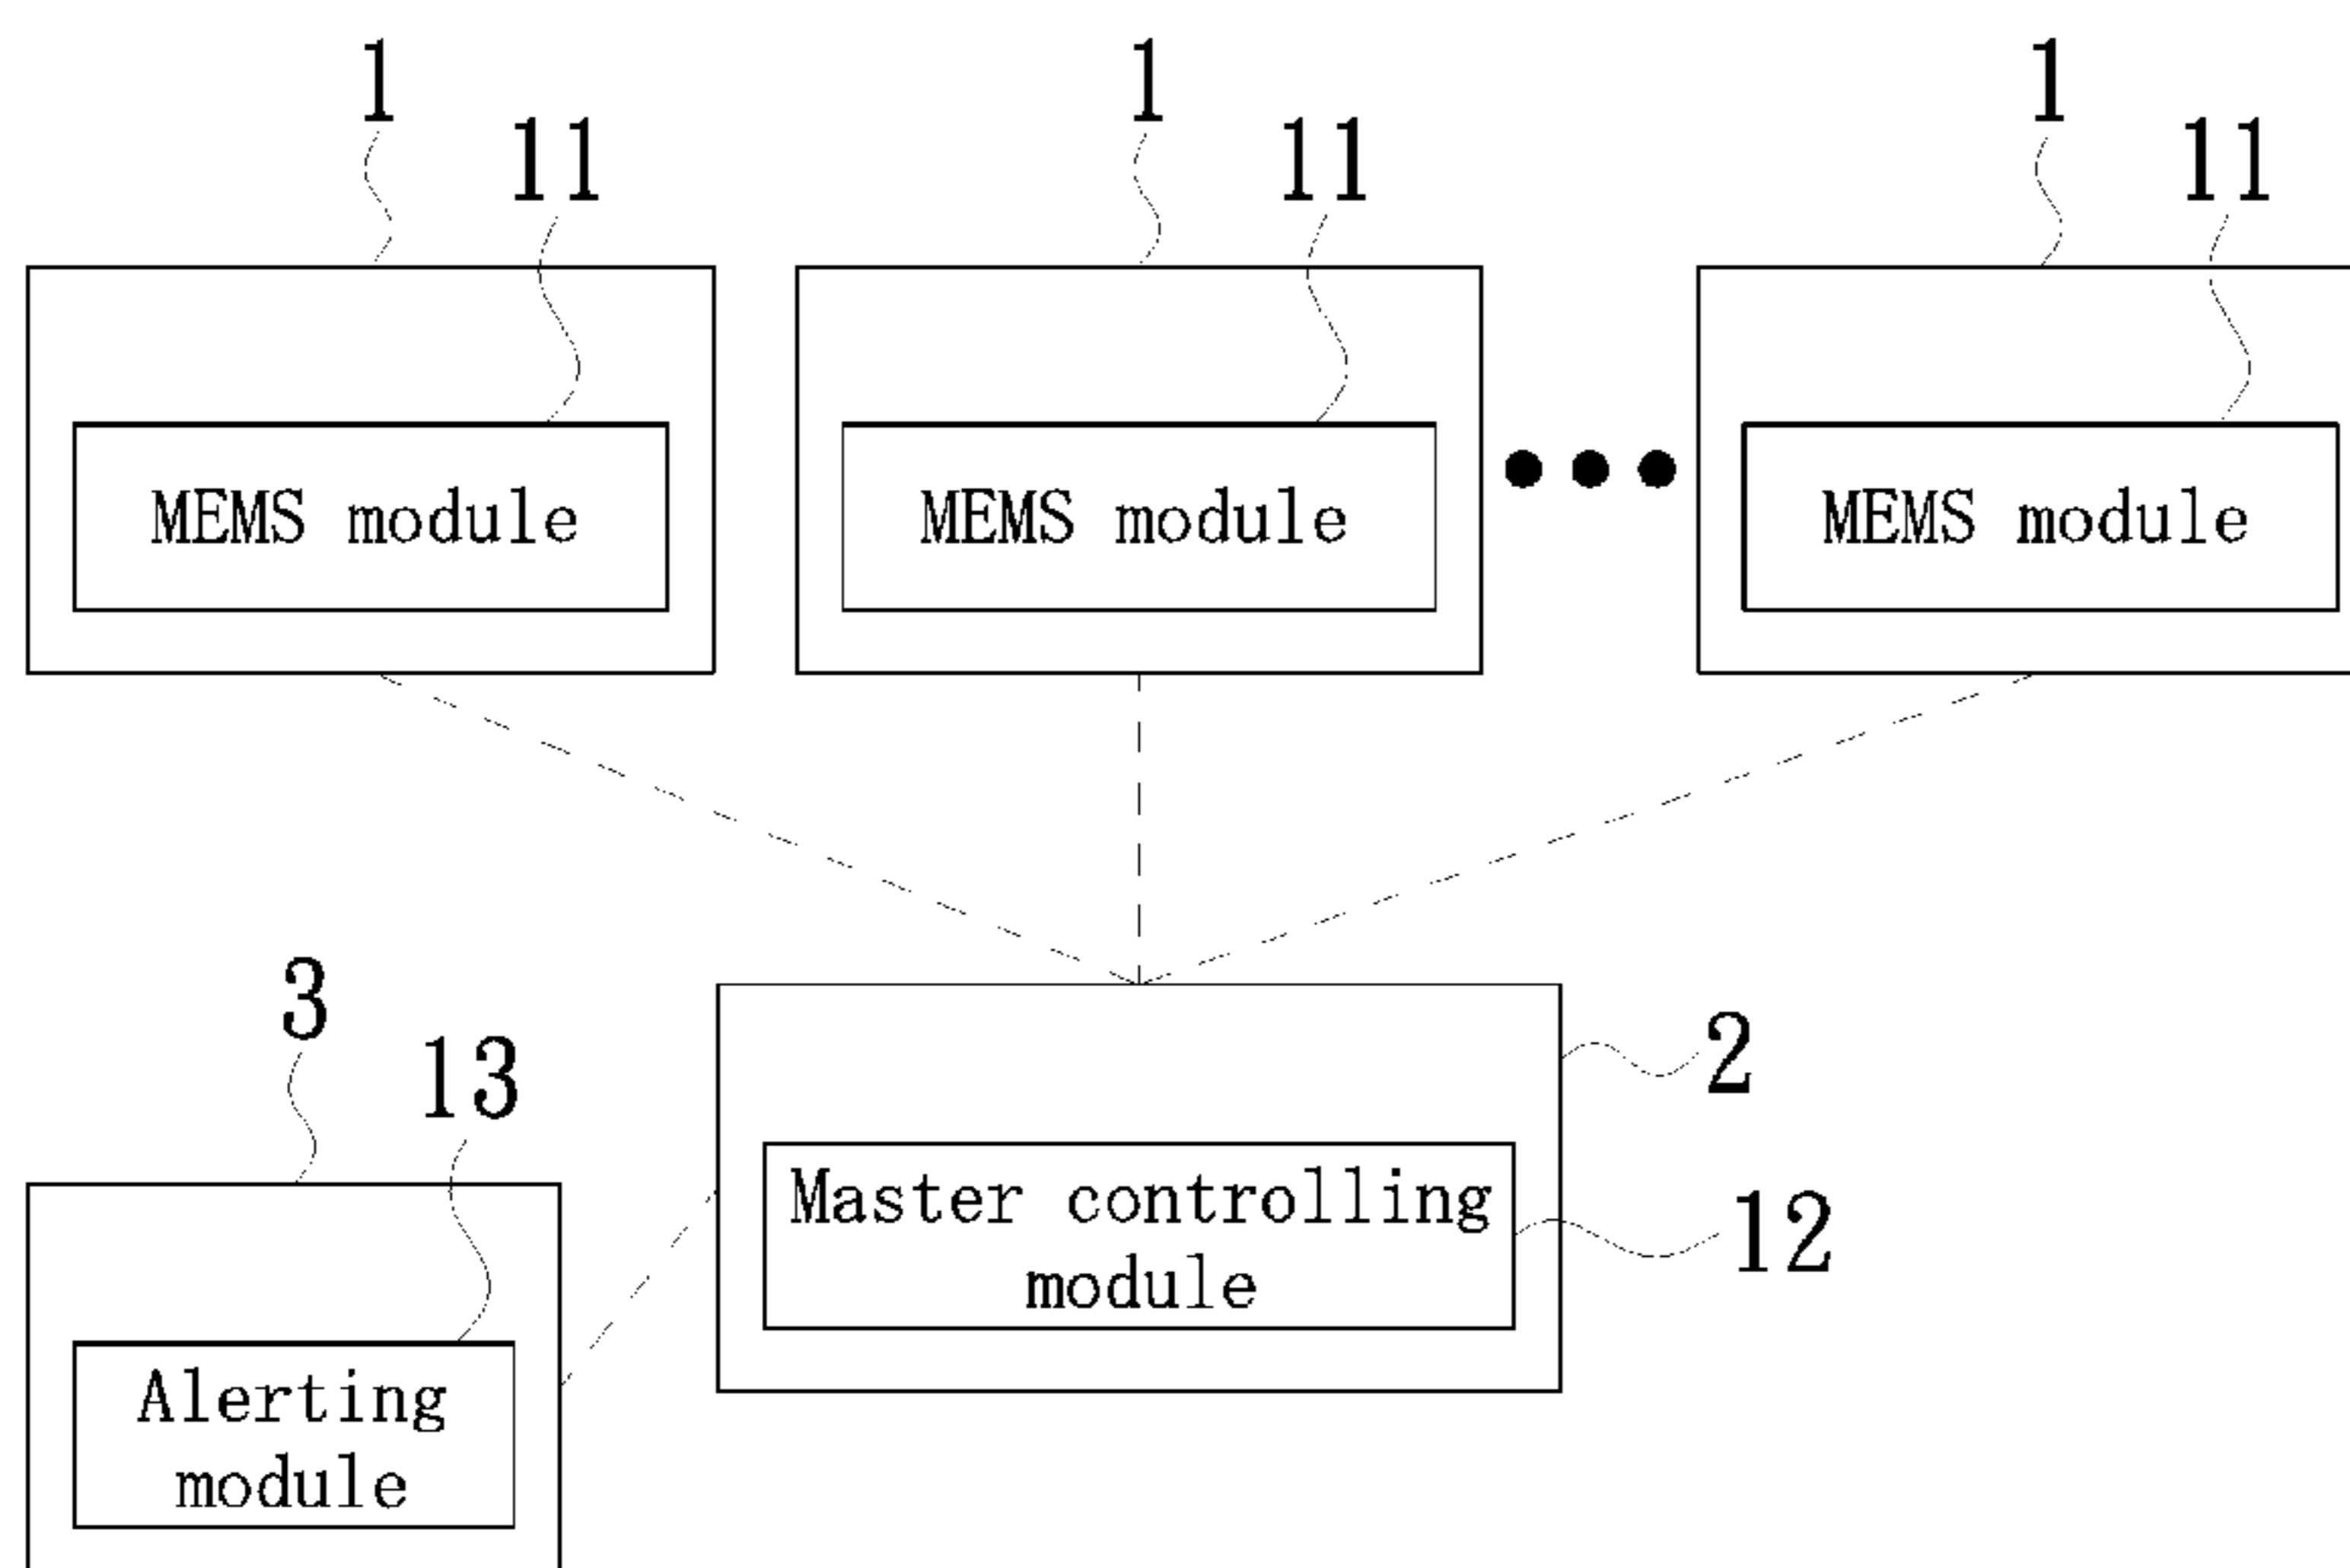 1 1 1
11 11 11
MEMS module MEMS module MEMS module
3
2
13
Master controlling
module
12
Alerting
module